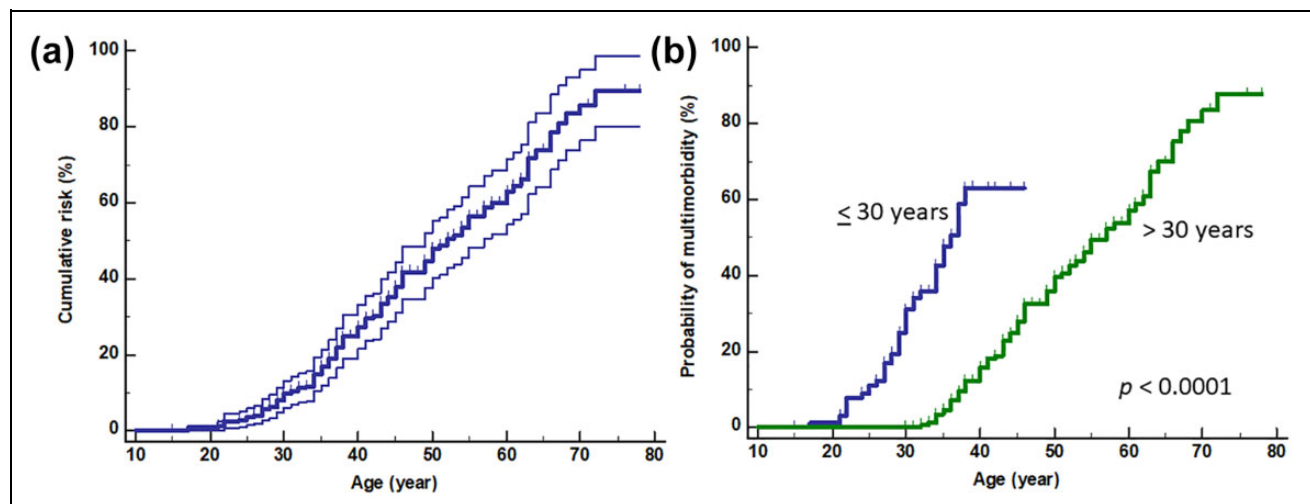 (a)
100
80
60
40
20
0
Cumulative risk (%)
10 20 30 40 50 60 70 80
Age (year)
(b)
100
80
60
40
20
0
Probability of multimorbidity (%)
≤ 30 years
> 30 years
p < 0.0001
10 20 30 40 50 60 70 80
Age (year)